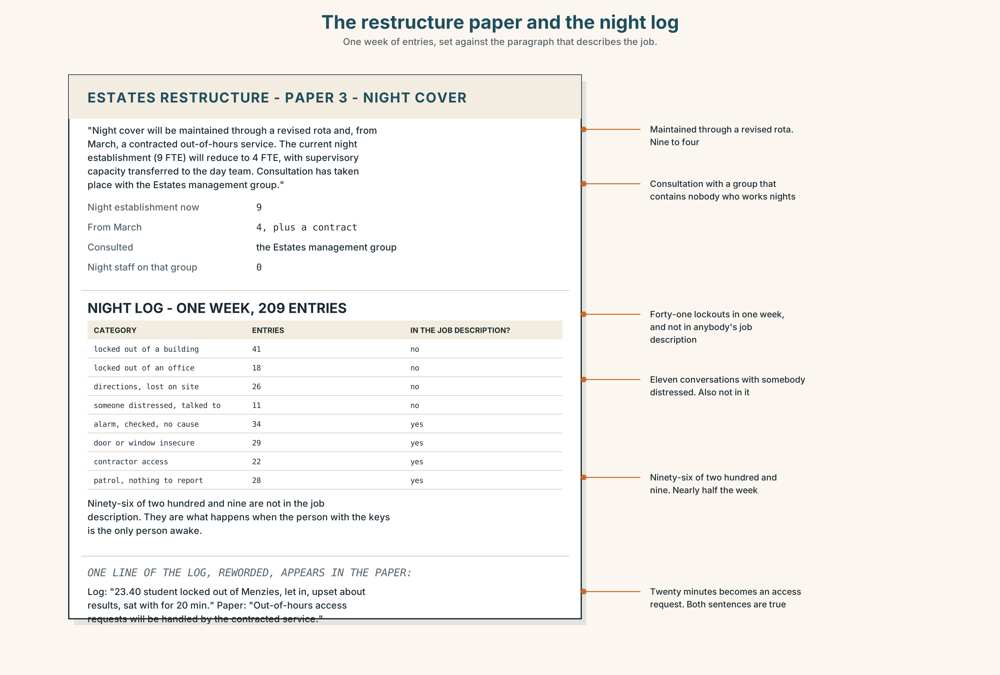 The restructure paper and the night log
One week of entries, set against the paragraph that describes the job.
ESTATES RESTRUCTURE - PAPER 3 - NIGHT COVER
"Night cover will be maintained through a revised rota and, from
March, a contracted out-of-hours service. The current night
establishment (9 FTE) will reduce to 4 FTE, with supervisory
capacity transferred to the day team. Consultation has taken
place with the Estates management group."
Maintained through a revised rota.
Nine to four
Consultation with a group that
contains nobody who works nights
Night establishment now 9
From March 4, plus a contract
Consulted the Estates management group
Night staff on that group 0
NIGHT LOG - ONE WEEK, 209 ENTRIES
CATEGORY ENTRIES IN THE JOB DESCRIPTION?
locked out of a building 41 no
locked out of an office 18 no
directions, lost on site 26 no
someone distressed, talked to 11 no
alarm, checked, no cause 34 yes
door or window insecure 29 yes
contractor access 22 yes
patrol, nothing to report 28 yes
Forty-one lockouts in one week,
and not in anybody's job
description
Eleven conversations with somebody
distressed. Also not in it
Ninety-six of two hundred and
nine. Nearly half the week
Ninety-six of two hundred and nine are not in the job
description. They are what happens when the person with the keys
is the only person awake.
ONE LINE OF THE LOG, REWORDED, APPEARS IN THE PAPER:
Log: "23.40 student locked out of Menzies, let in, upset about
results, sat with for 20 min." Paper: "Out-of-hours access
requests will be handled by the contracted service."
Twenty minutes becomes an access
request. Both sentences are true